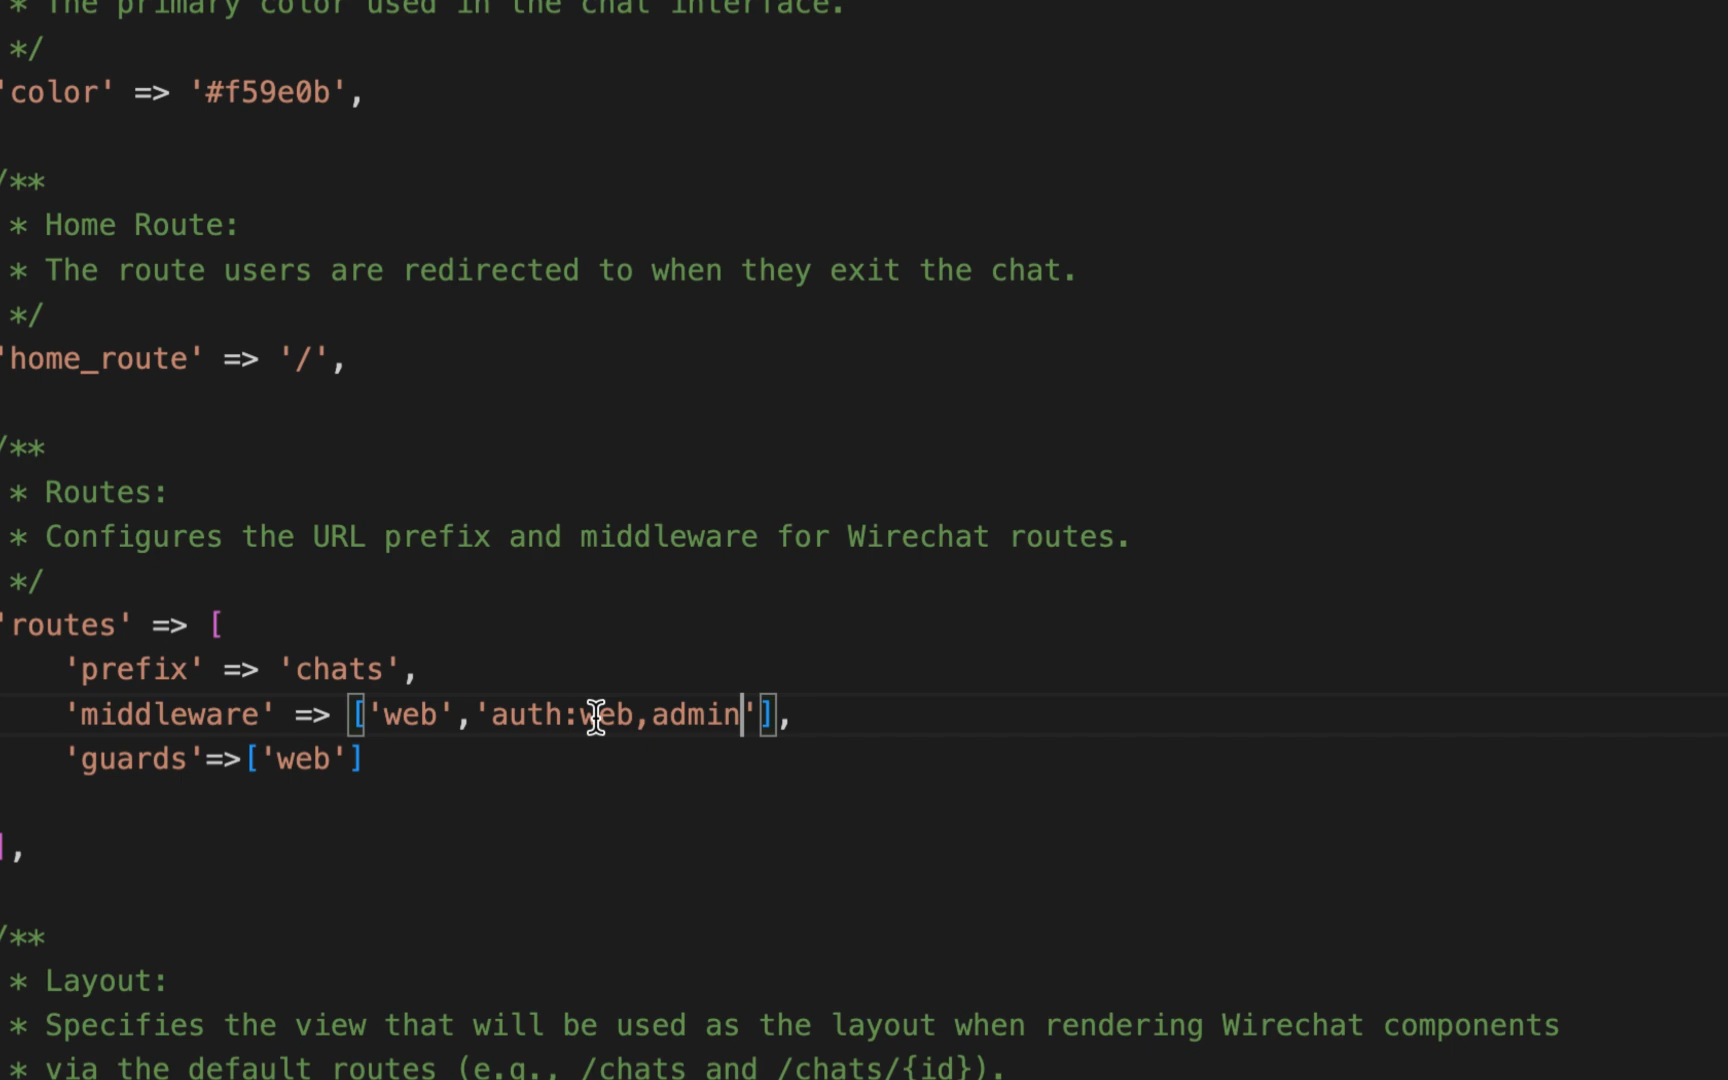 * The primary color used in the chat interface.
*/
'color' => '#f59e0b',
/**
* Home Route:
* The route users are redirected to when they exit the chat.
*/
'home_route' => '/',
/**
* Routes:
* Configures the URL prefix and middleware for Wirechat routes.
*/
'routes' => [
'prefix' => 'chats',
'middleware' => ['web','auth:web,admin'],
'guards'=>['web']
],
/**
* Layout:
* Specifies the view that will be used as the layout when rendering Wirechat components
* via the default routes (e.g., /chats and /chats/{id}).